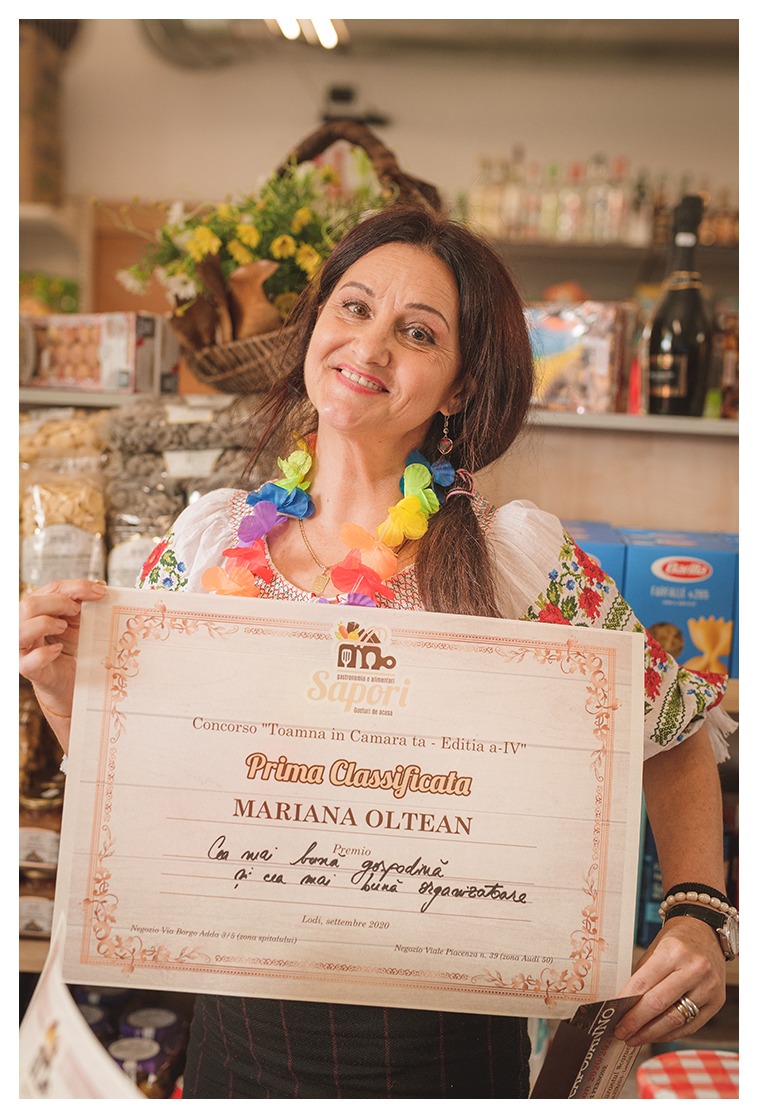 Barilla
FARFALLE n.265
gastronomia e alimentari
Sapori
Gusturi de acasa
Concorso "Toamna in Camara ta - Editia a-IV"
Prima Classificata
MARIANA OLTEAN
Premio
Cea mai bună gospodină
și cea mai bună organizatoare
Lodi, settembre 2020
Negozio Via Borgo Adda 3/5 (zona spitalului)
Negozio Viale Piacenza n. 39 (zona Audi 50)